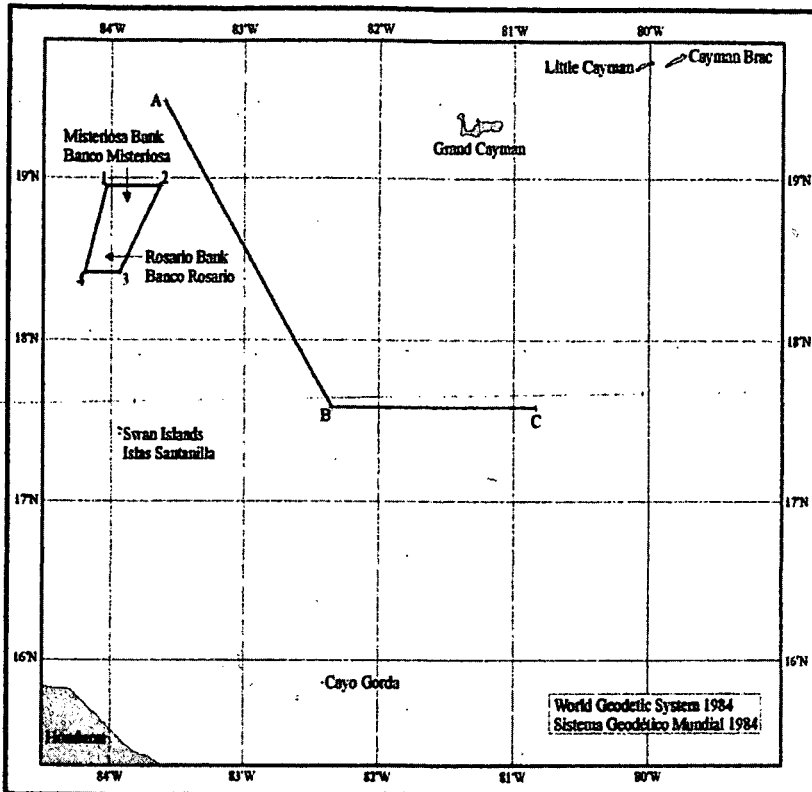 84°W 83°W 82°W 81°W 80°W
Little Cayman
Cayman Brac
A
Grand Cayman
Misteriosa Bank
Banco Misteriosa
19°N
19°N
1
2
Rosario Bank
Banco Rosario
4
3
18°N
18°N
B
C
Swan Islands
Islas Santanilla
17°N
17°N
16°N
16°N
Cayo Gorda
World Geodetic System 1984
Sistema Geodético Mundial 1984
Honduras
84°W 83°W 82°W 81°W 80°W